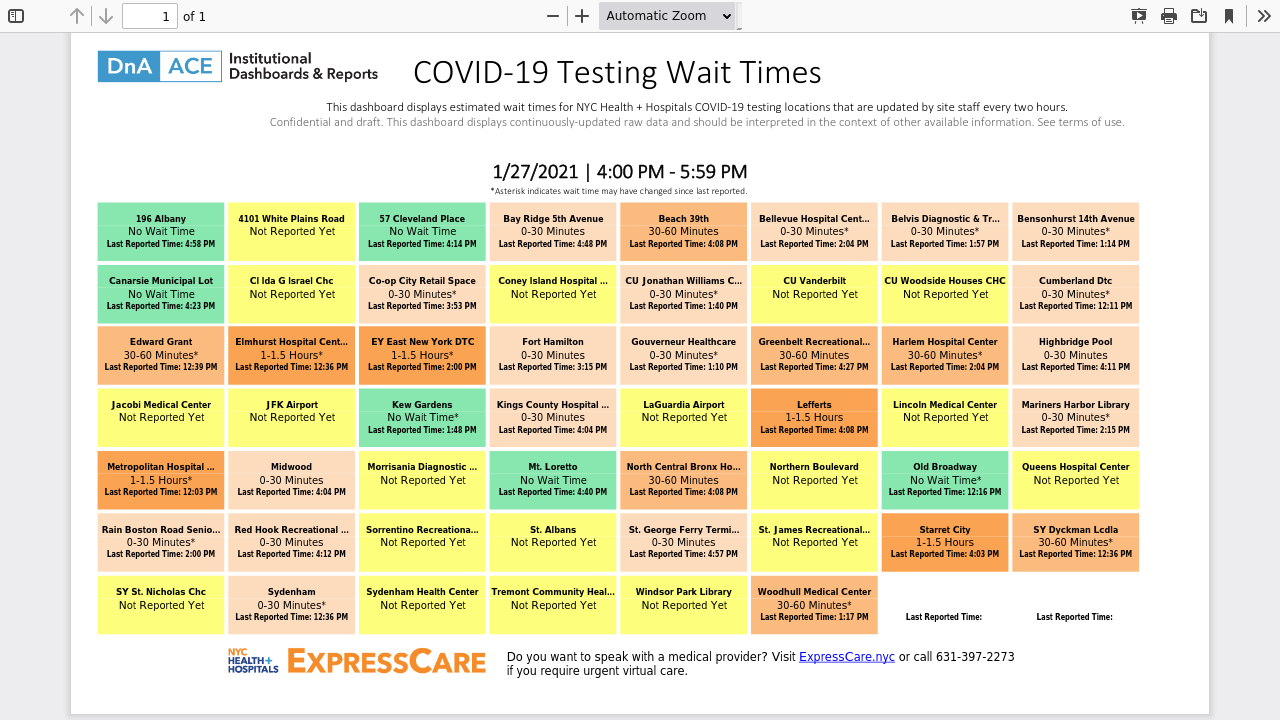 1
of 1
Automatic Zoom
DnA ACE Institutional Dashboards & Reports
COVID-19 Testing Wait Times
This dashboard displays estimated wait times for NYC Health + Hospitals COVID-19 testing locations that are updated by site staff every two hours.
Confidential and draft. This dashboard displays continuously-updated raw data and should be interpreted in the context of other available information. See terms of use.
1/27/2021 | 4:00 PM - 5:59 PM
*Asterisk indicates wait time may have changed since last reported.
196 Albany
No Wait Time
Last Reported Time: 4:58 PM
4101 White Plains Road
Not Reported Yet
57 Cleveland Place
No Wait Time
Last Reported Time: 4:14 PM
Bay Ridge 5th Avenue
0-30 Minutes
Last Reported Time: 4:48 PM
Beach 39th
30-60 Minutes
Last Reported Time: 4:08 PM
Bellevue Hospital Cent...
0-30 Minutes*
Last Reported Time: 2:04 PM
Belvis Diagnostic & Tr...
0-30 Minutes*
Last Reported Time: 1:57 PM
Bensonhurst 14th Avenue
0-30 Minutes*
Last Reported Time: 1:14 PM
Canarsie Municipal Lot
No Wait Time
Last Reported Time: 4:23 PM
Cl Ida G Israel Chc
Not Reported Yet
Co-op City Retail Space
0-30 Minutes*
Last Reported Time: 3:53 PM
Coney Island Hospital ...
Not Reported Yet
CU Jonathan Williams C...
0-30 Minutes*
Last Reported Time: 1:40 PM
CU Vanderbilt
Not Reported Yet
CU Woodside Houses CHC
Not Reported Yet
Cumberland Dtc
0-30 Minutes*
Last Reported Time: 12:11 PM
Edward Grant
30-60 Minutes*
Last Reported Time: 12:39 PM
Elmhurst Hospital Cent...
1-1.5 Hours*
Last Reported Time: 12:36 PM
EY East New York DTC
1-1.5 Hours*
Last Reported Time: 2:00 PM
Fort Hamilton
0-30 Minutes
Last Reported Time: 3:15 PM
Gouverneur Healthcare
0-30 Minutes*
Last Reported Time: 1:10 PM
Greenbelt Recreational...
30-60 Minutes
Last Reported Time: 4:27 PM
Harlem Hospital Center
30-60 Minutes*
Last Reported Time: 2:04 PM
Highbridge Pool
0-30 Minutes
Last Reported Time: 4:11 PM
Jacobi Medical Center
Not Reported Yet
JFK Airport
Not Reported Yet
Kew Gardens
No Wait Time*
Last Reported Time: 1:48 PM
Kings County Hospital ...
0-30 Minutes
Last Reported Time: 4:04 PM
LaGuardia Airport
Not Reported Yet
Lefferts
1-1.5 Hours
Last Reported Time: 4:08 PM
Lincoln Medical Center
Not Reported Yet
Mariners Harbor Library
0-30 Minutes*
Last Reported Time: 2:15 PM
Metropolitan Hospital ...
1-1.5 Hours*
Last Reported Time: 12:03 PM
Midwood
0-30 Minutes
Last Reported Time: 4:04 PM
Morrisania Diagnostic ...
Not Reported Yet
Mt. Loretto
No Wait Time
Last Reported Time: 4:40 PM
North Central Bronx Ho...
30-60 Minutes
Last Reported Time: 4:08 PM
Northern Boulevard
Not Reported Yet
Old Broadway
No Wait Time*
Last Reported Time: 12:16 PM
Queens Hospital Center
Not Reported Yet
Rain Boston Road Senio...
0-30 Minutes*
Last Reported Time: 2:00 PM
Red Hook Recreational ...
0-30 Minutes
Last Reported Time: 4:12 PM
Sorrentino Recreationa...
Not Reported Yet
St. Albans
Not Reported Yet
St. George Ferry Termi...
0-30 Minutes
Last Reported Time: 4:57 PM
St. James Recreational...
Not Reported Yet
Starret City
1-1.5 Hours
Last Reported Time: 4:03 PM
SY Dyckman Lcdla
30-60 Minutes*
Last Reported Time: 12:36 PM
SY St. Nicholas Chc
Not Reported Yet
Sydenham
0-30 Minutes*
Last Reported Time: 12:36 PM
Sydenham Health Center
Not Reported Yet
Tremont Community Heal...
Not Reported Yet
Windsor Park Library
Not Reported Yet
Woodhull Medical Center
30-60 Minutes*
Last Reported Time: 1:17 PM
Last Reported Time:
Last Reported Time:
NYC HEALTH+ HOSPITALS
EXPRESSCARE
Do you want to speak with a medical provider? Visit ExpressCare.nyc or call 631-397-2273
if you require urgent virtual care.